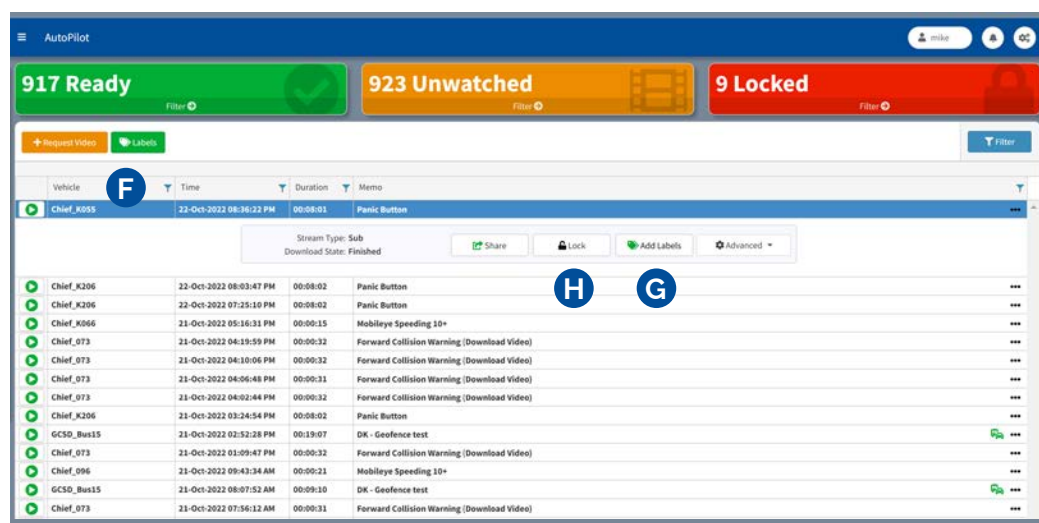 AutoPilot mike
917 Ready 923 Unwatched 9 Locked
Filter Filter Filter
+ Request Video Labels Filter
Vehicle F Time Duration Memo
Chief_K055 22-Oct-2022 08:36:22 PM 00:08:01 Panic Button
Stream Type: Sub
Download State: Finished
Share Lock Add Labels Advanced
H G
Chief_K206 22-Oct-2022 08:03:47 PM 00:08:02 Panic Button
Chief_K206 22-Oct-2022 07:25:10 PM 00:08:02 Panic Button
Chief_K066 21-Oct-2022 05:16:31 PM 00:00:15 Mobileye Speeding 10+
Chief_073 21-Oct-2022 04:19:59 PM 00:00:32 Forward Collision Warning (Download Video)
Chief_073 21-Oct-2022 04:10:06 PM 00:00:32 Forward Collision Warning (Download Video)
Chief_073 21-Oct-2022 04:06:48 PM 00:00:31 Forward Collision Warning (Download Video)
Chief_073 21-Oct-2022 04:02:44 PM 00:00:32 Forward Collision Warning (Download Video)
Chief_K206 21-Oct-2022 03:24:54 PM 00:08:02 Panic Button
GCSD_Bus15 21-Oct-2022 02:52:28 PM 00:19:07 DK - Geofence test
Chief_073 21-Oct-2022 01:09:47 PM 00:00:32 Forward Collision Warning (Download Video)
Chief_096 21-Oct-2022 09:43:34 AM 00:00:21 Mobileye Speeding 10+
GCSD_Bus15 21-Oct-2022 08:07:52 AM 00:09:10 DK - Geofence test
Chief_073 21-Oct-2022 07:56:12 AM 00:00:31 Forward Collision Warning (Download Video)